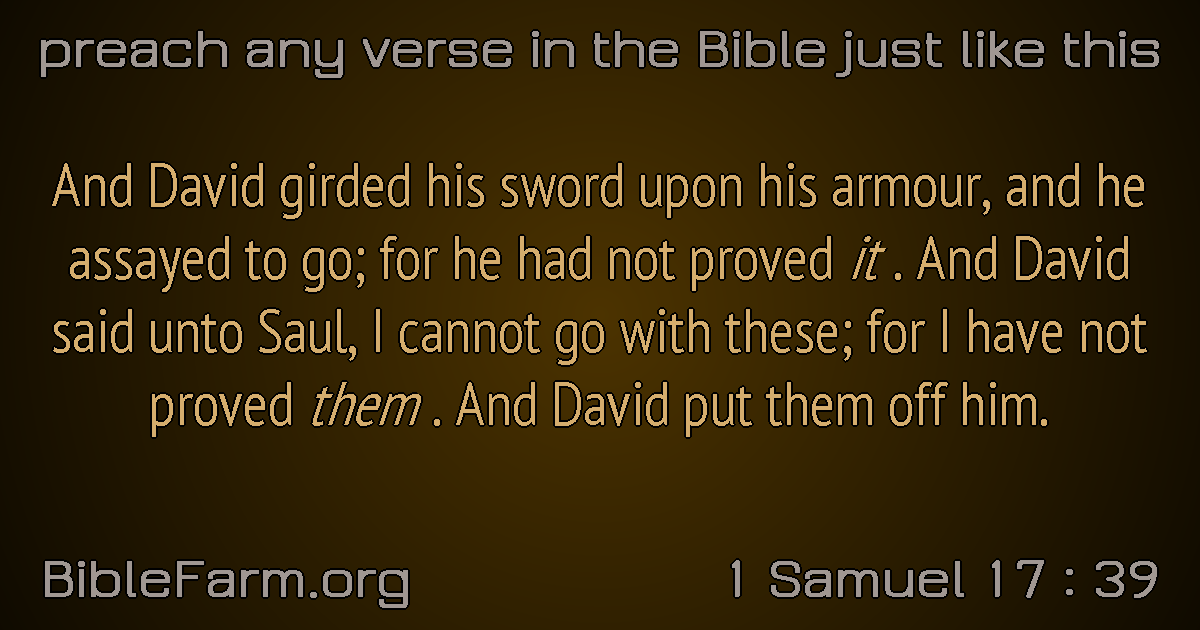 preach any verse in the Bible just like this
And David girded his sword upon his armour, and he
assayed to go; for he had not proved it . And David
said unto Saul, I cannot go with these; for I have not
proved them . And David put them off him.
BibleFarm.org
1 Samuel 17 : 39